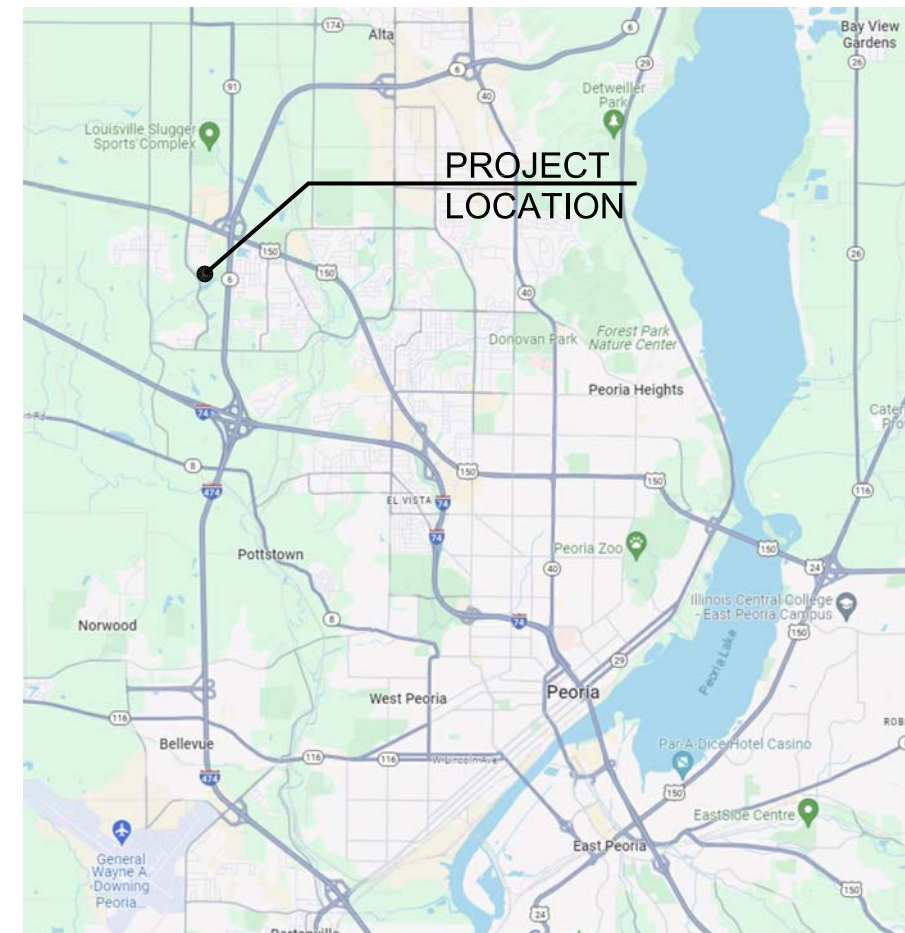 174
Alta
6
Bay View
Gardens
29
26
6
91
40
Detweiller
Park
Louisville Slugger
Sports Complex
PROJECT
LOCATION
150
150
26
6
40
Donovan Park
Forest Park
Nature Center
Peoria Heights
74
8
150
150
116
474
EL VISTA
74
74
150
Pottstown
Peoria Zoo
150
24
40
Illinois Central College
- East Peoria Campus
Norwood
8
74
150
29
Peoria Lake
West Peoria
Peoria
116
Bellevue
116
116
W Lincoln Ave
Par-A-Dice Hotel Casino
474
150
EastSide Centre
General
Wayne A.
Downing
Peoria...
East Peoria
150
24